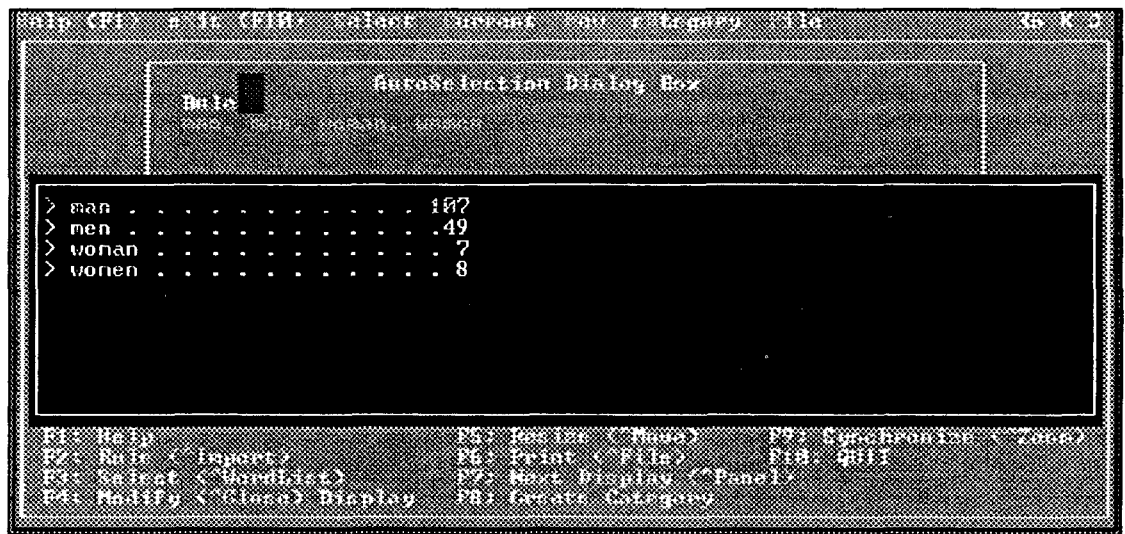 AutoSelection Dialog Box
Rule
> man . . . . . . . . . . . . 107
> men . . . . . . . . . . . . .49
> woman . . . . . . . . . . . 7
> women . . . . . . . . . . . 8
F1: Help F5: Resize (^Move) F9: Synchronize (^Zoom)
F2: Rule (^Import) F6: Print (^File) F10: QUIT
F3: Select (^WordList) F7: Next Display (^Panel)
F4: Modify (^Close) Display F8: Create Category